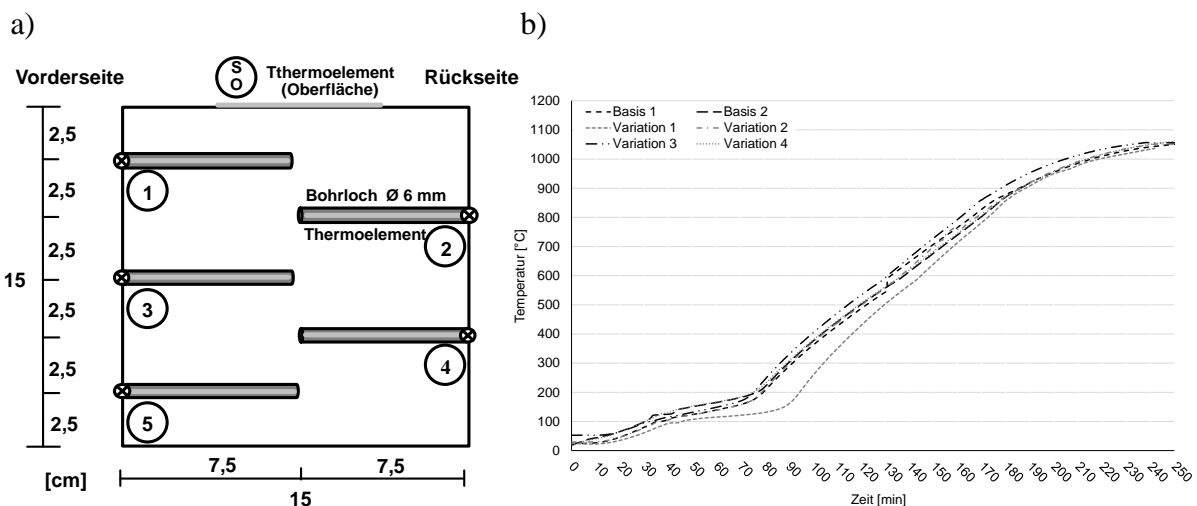 a)
b)
Vorderseite
S
O
Tthermoelement
(Oberfläche)
Rückseite
2,5
2,5
2,5
15
2,5
2,5
2,5
1
Bohrloch Ø 6 mm
Thermoelement
2
3
4
5
[cm]
7,5
7,5
15
1200
1100
1000
900
800
700
600
500
400
300
200
100
0
Temperatur [°C]
Basis 1
Basis 2
Variation 1
Variation 2
Variation 3
Variation 4
0 10 20 30 40 50 60 70 80 90 100 110 120 130 140 150 160 170 180 190 200 210 220 230 240 250
Zeit [min]